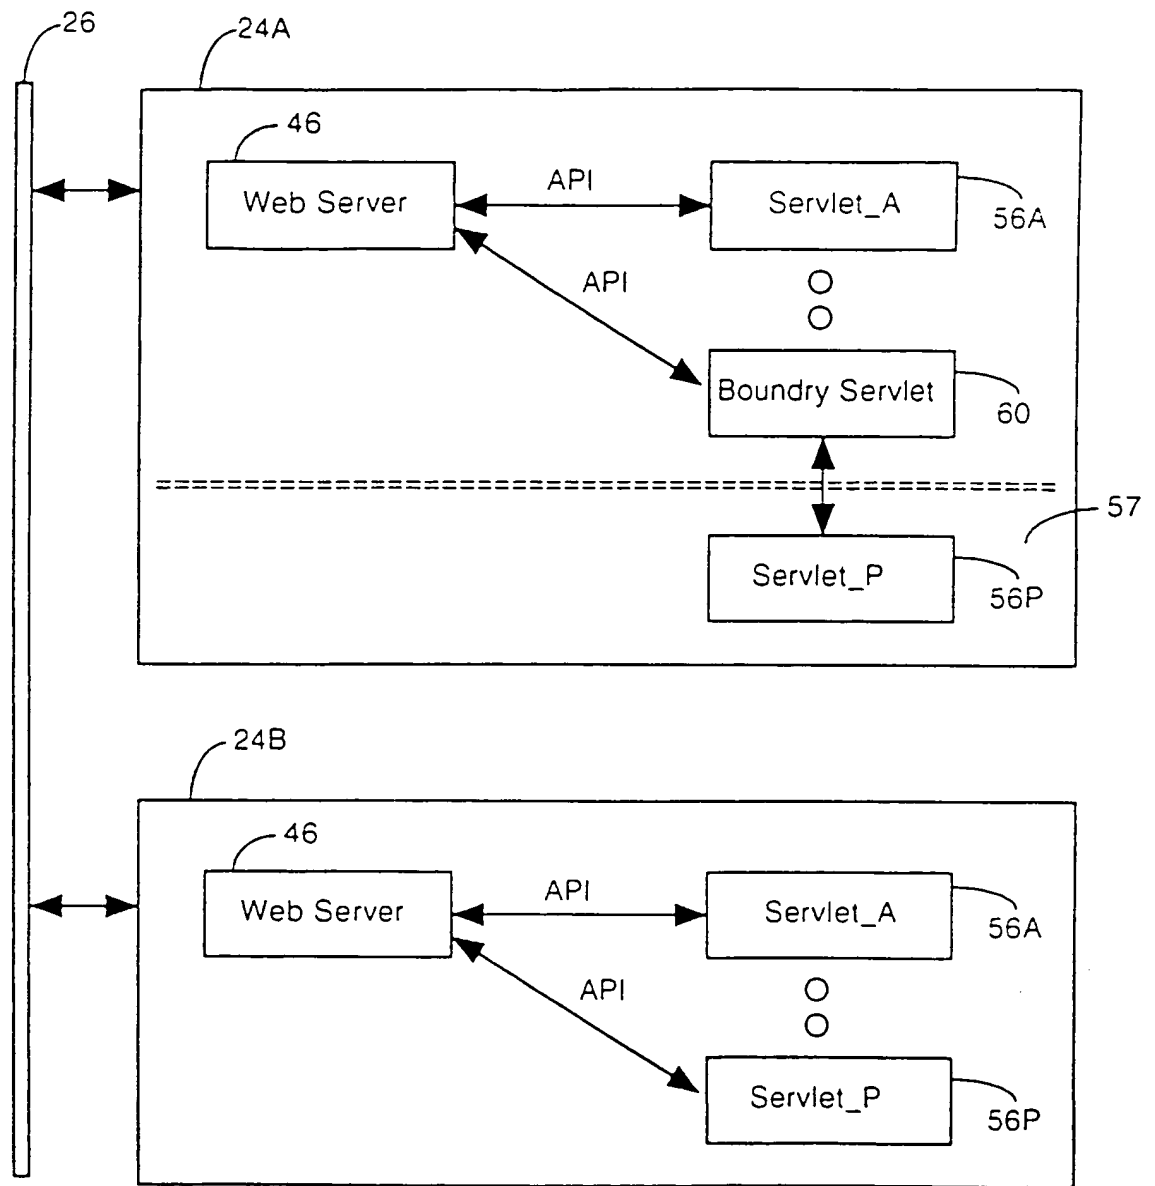 26
24A
46
Web Server
API
Servlet_A
56A
API
Boundry Servlet
60
57
Servlet_P
56P
24B
46
Web Server
API
Servlet_A
56A
API
Servlet_P
56P